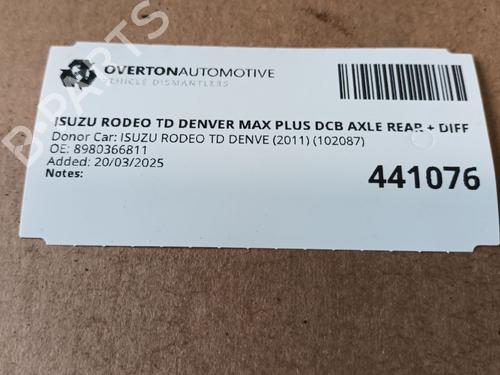 OVERTONAUTOMOTIVE
VEHICLE DISMANTLERS
ISUZU RODEO TD DENVER MAX PLUS DCB AXLE REAR + DIFF
Donor Car: ISUZU RODEO TD DENVE (2011) (102087)
OE: 8980366811
Added: 20/03/2025
Notes:
441076
B-PARTS